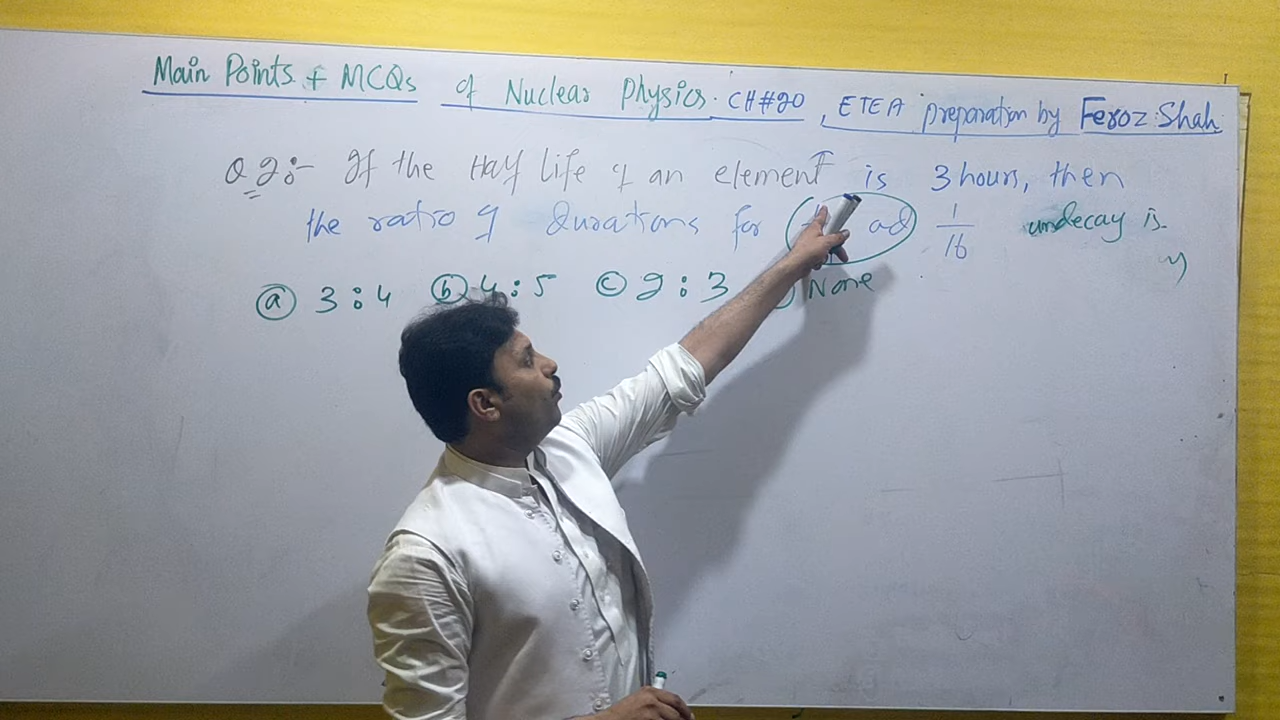 Main Points + MCQs of Nuclear Physics. CH#20, ETEA preparation by Feroz Shah
Q2:- If the Half life of an element is 3 hours, then
the ratio of durations for ad 1/16 undecay is
ⓐ 3:4 ⓑ 4:5 ⓒ 2:3 None